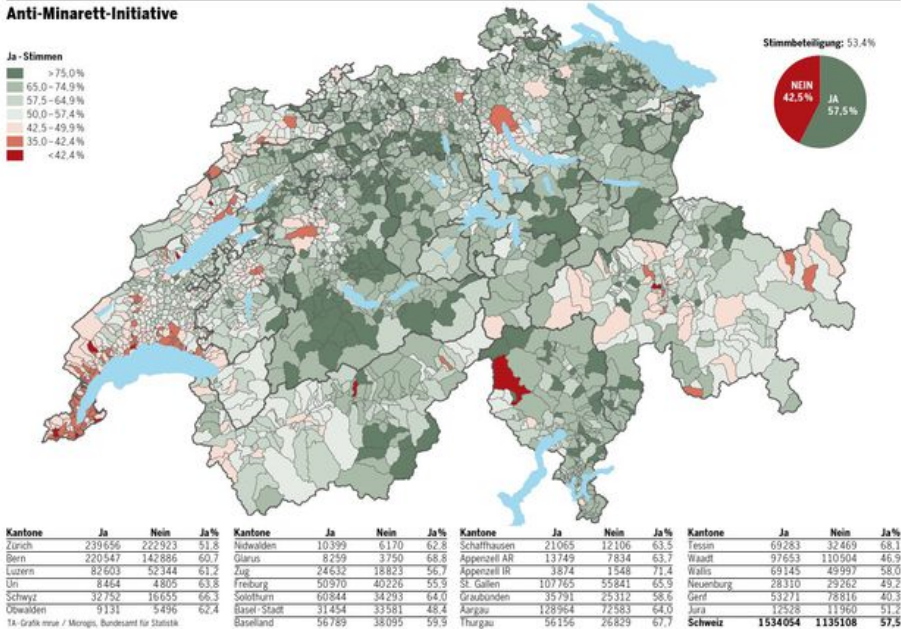 Anti-Minarett-Initiative
Ja-Stimmen
>75,0%
65,0–74,9%
57,5–64,9%
50,0–57,4%
42,5–49,9%
35,0–42,4%
<42,4%
Stimmbeteiligung: 53,4%
NEIN
42,5%
JA
57,5%
Kantone Ja Nein Ja%
Zürich 239656 222923 51,8
Bern 220547 142886 60,7
Luzern 82603 52344 61,2
Uri 8464 4805 63,8
Schwyz 32752 16655 66,3
Obwalden 9131 5496 62,4
Kantone Ja Nein Ja%
Nidwalden 10399 6170 62,8
Glarus 8259 3750 68,8
Zug 24632 18823 56,7
Freiburg 50970 40226 55,9
Solothurn 60844 34293 64,0
Basel-Stadt 31454 33581 48,4
Baselland 56789 38095 59,9
Kantone Ja Nein Ja%
Schaffhausen 21065 12106 63,5
Appenzell AR 13749 7834 63,7
Appenzell IR 3874 1548 71,4
St. Gallen 107765 55841 65,9
Graubünden 35791 25312 58,6
Aargau 128964 72583 64,0
Thurgau 56156 26829 67,7
Kantone Ja Nein Ja%
Tessin 69283 32469 68,1
Waadt 97653 110504 46,9
Wallis 69145 49997 58,0
Neuenburg 28310 29262 49,2
Genf 53271 78816 40,3
Jura 12528 11960 51,2
Schweiz 1534054 1135108 57,5
TA-Grafik mrue / Microgis, Bundesamt für Statistik